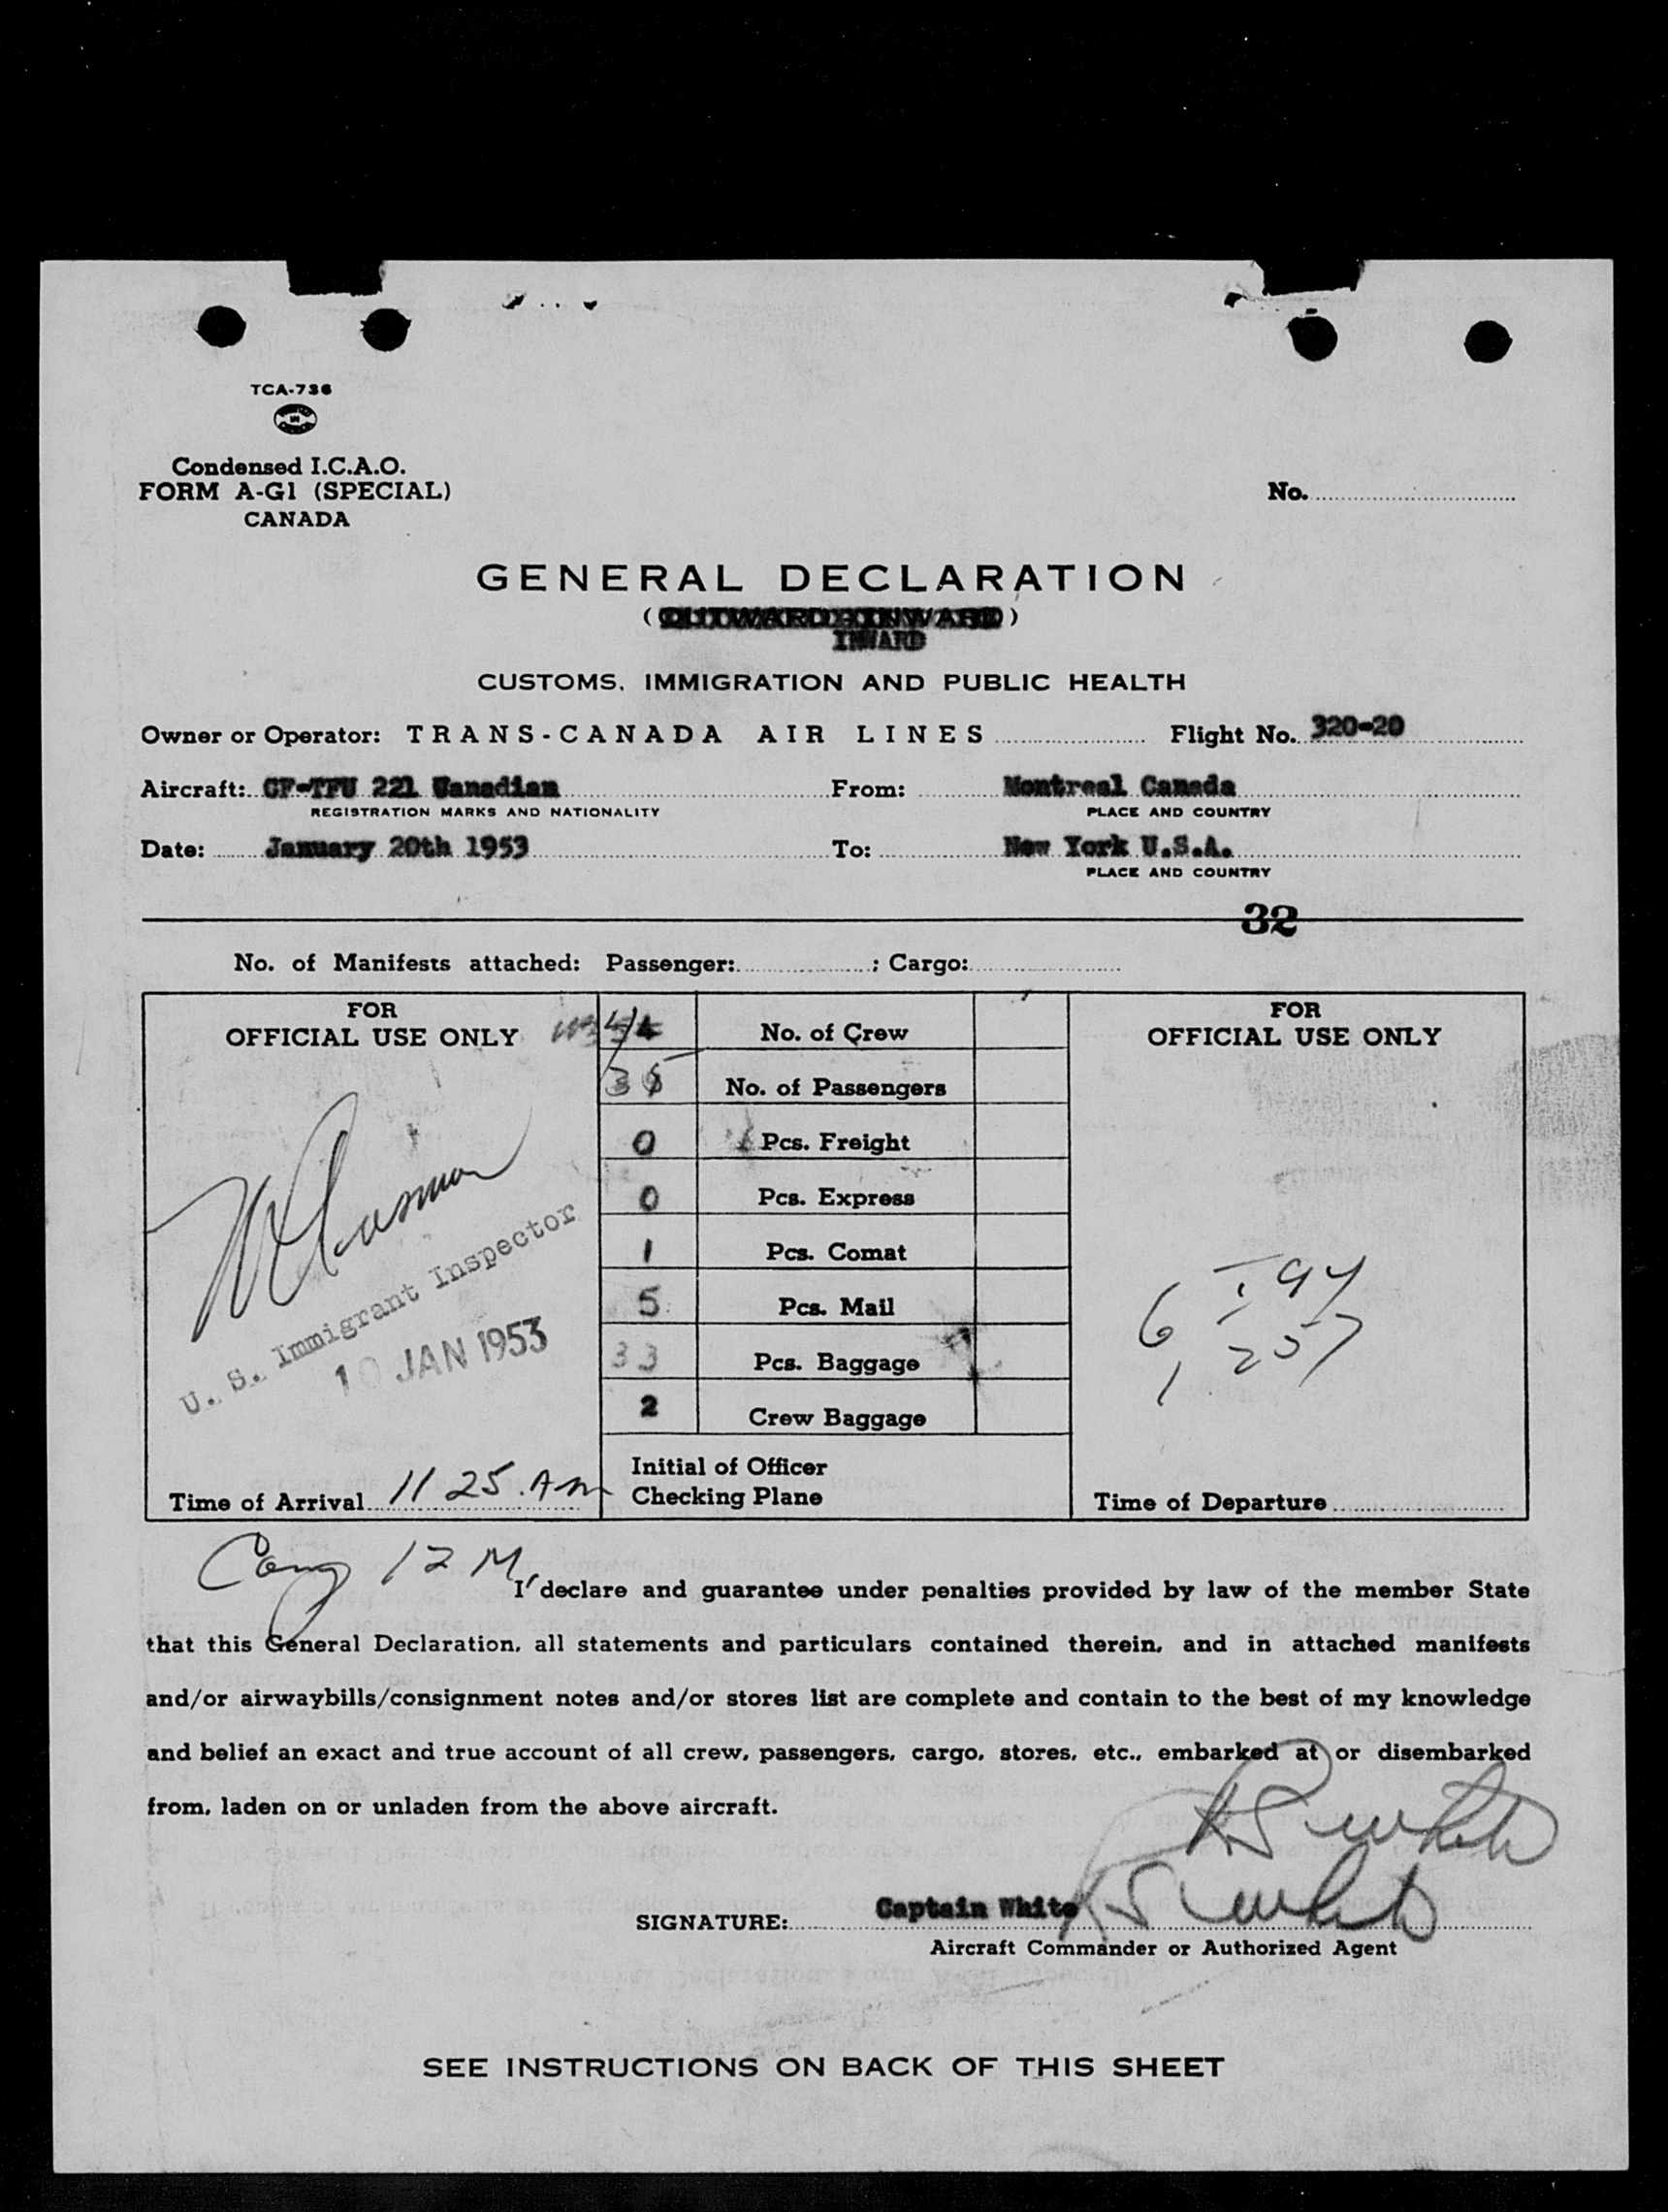 TCA-736
Condensed I.C.A.O.
FORM A-G1 (SPECIAL)
CANADA
No.
GENERAL DECLARATION
(OUTWARD-INWARD)
INWARD
CUSTOMS, IMMIGRATION AND PUBLIC HEALTH
Owner or Operator: TRANS-CANADA AIR LINES Flight No. 320-20
Aircraft: CF-TFU 221 Wanadian From: Montreal Canada
REGISTRATION MARKS AND NATIONALITY PLACE AND COUNTRY
Date: January 20th 1953 To: New York U.S.A.
PLACE AND COUNTRY
32
No. of Manifests attached: Passenger: ; Cargo:
FOR
OFFICIAL USE ONLY
4 No. of Crew
35 No. of Passengers
0 Pcs. Freight
0 Pcs. Express
1 Pcs. Comat
5 Pcs. Mail
33 Pcs. Baggage
2 Crew Baggage
Initial of Officer
Checking Plane
U. S. Immigrant Inspector
JAN 1953
Time of Arrival 11 25 AM
FOR
OFFICIAL USE ONLY
Time of Departure
12 M
I declare and guarantee under penalties provided by law of the member State
that this General Declaration, all statements and particulars contained therein, and in attached manifests
and/or airwaybills/consignment notes and/or stores list are complete and contain to the best of my knowledge
and belief an exact and true account of all crew, passengers, cargo, stores, etc., embarked at or disembarked
from, laden on or unladen from the above aircraft.
SIGNATURE: Captain White
Aircraft Commander or Authorized Agent
SEE INSTRUCTIONS ON BACK OF THIS SHEET